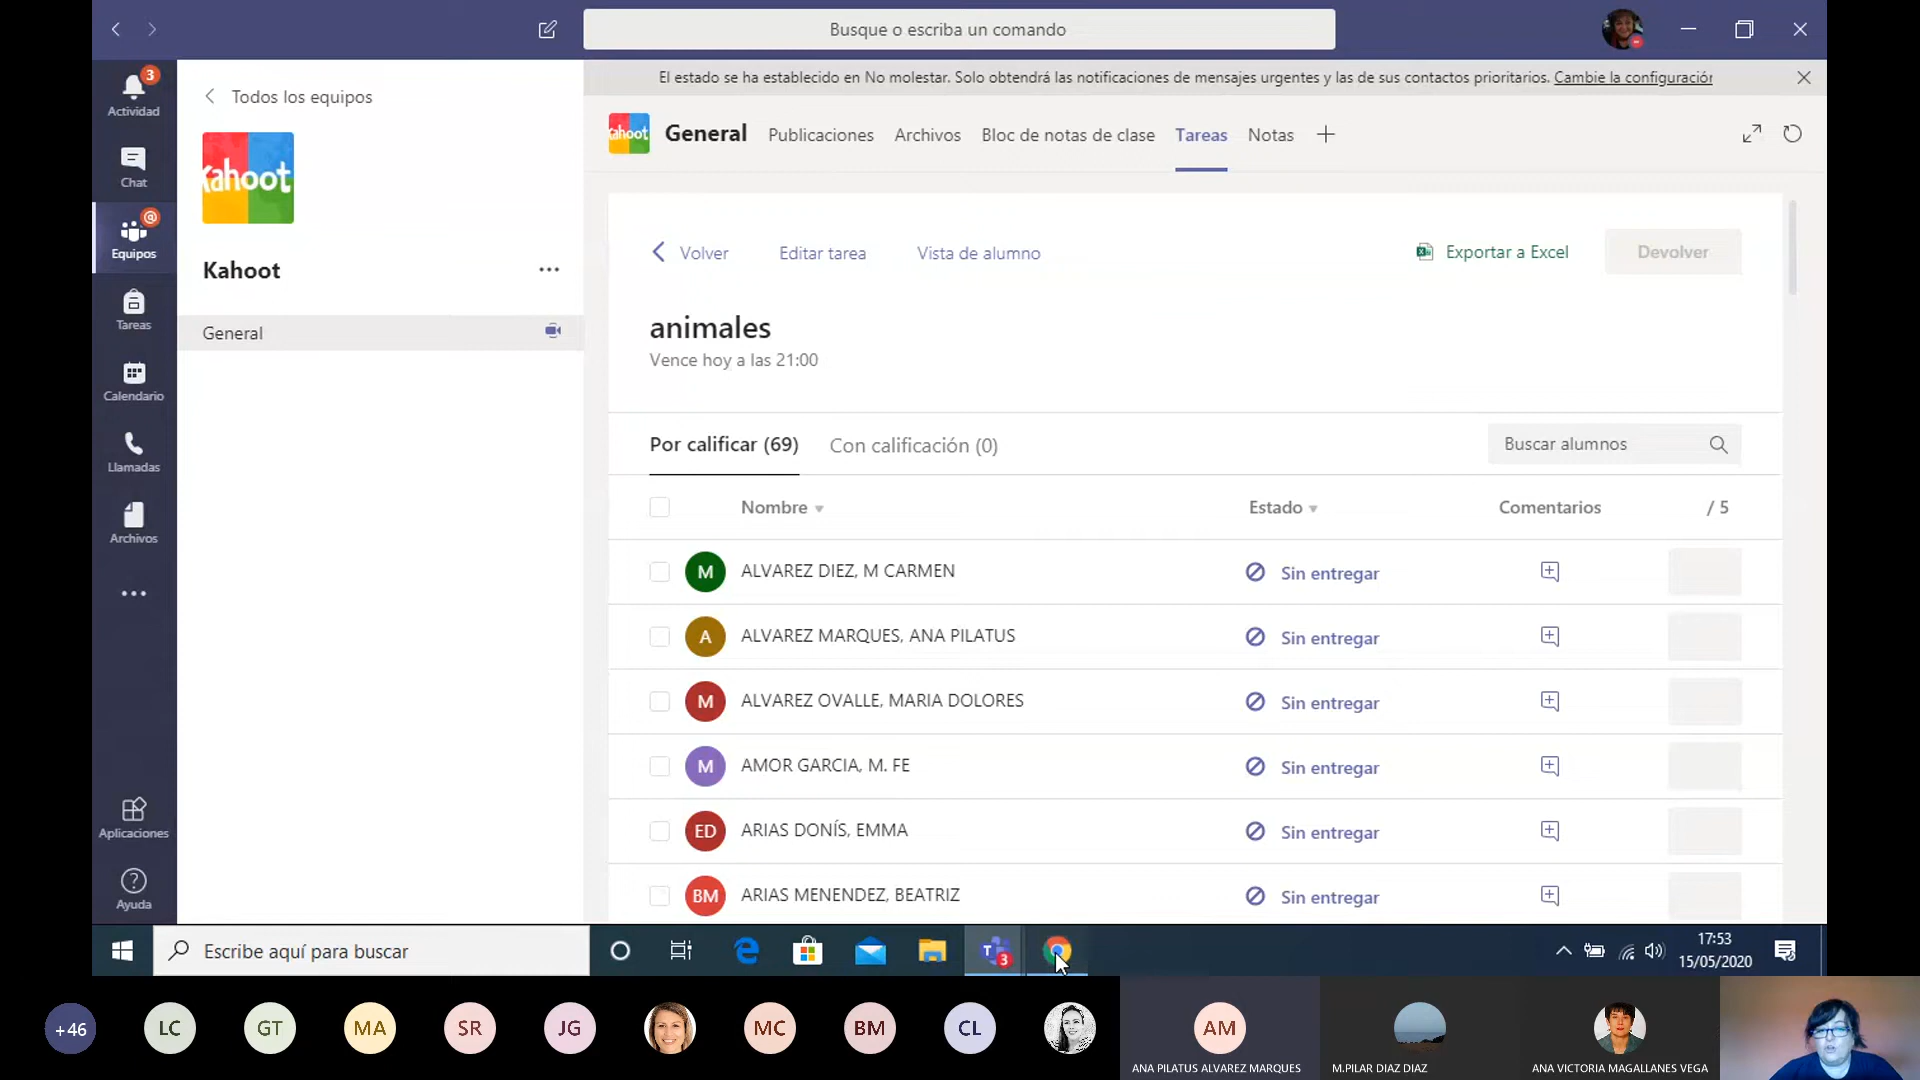 Busque o escriba un comando
El estado se ha establecido en No molestar. Solo obtendrá las notificaciones de mensajes urgentes y las de sus contactos prioritarios. Cambie la configuración
3
Actividad
Chat
@
Equipos
Tareas
Calendario
Llamadas
Archivos
Aplicaciones
Ayuda
Todos los equipos
Kahoot
Kahoot
General
Kahoot
General Publicaciones Archivos Bloc de notas de clase Tareas Notas
Volver Editar tarea Vista de alumno Exportar a Excel Devolver
animales
Vence hoy a las 21:00
Por calificar (69) Con calificación (0) Buscar alumnos
Nombre Estado Comentarios / 5
M ALVAREZ DIEZ, M CARMEN Sin entregar
A ALVAREZ MARQUES, ANA PILATUS Sin entregar
M ALVAREZ OVALLE, MARIA DOLORES Sin entregar
M AMOR GARCIA, M. FE Sin entregar
ED ARIAS DONÍS, EMMA Sin entregar
BM ARIAS MENENDEZ, BEATRIZ Sin entregar
Escribe aquí para buscar
T 3
17:53
15/05/2020
+46 LC GT MA SR JG MC BM CL AM
ANA PILATUS ALVAREZ MARQUES M.PILAR DIAZ DIAZ ANA VICTORIA MAGALLANES VEGA